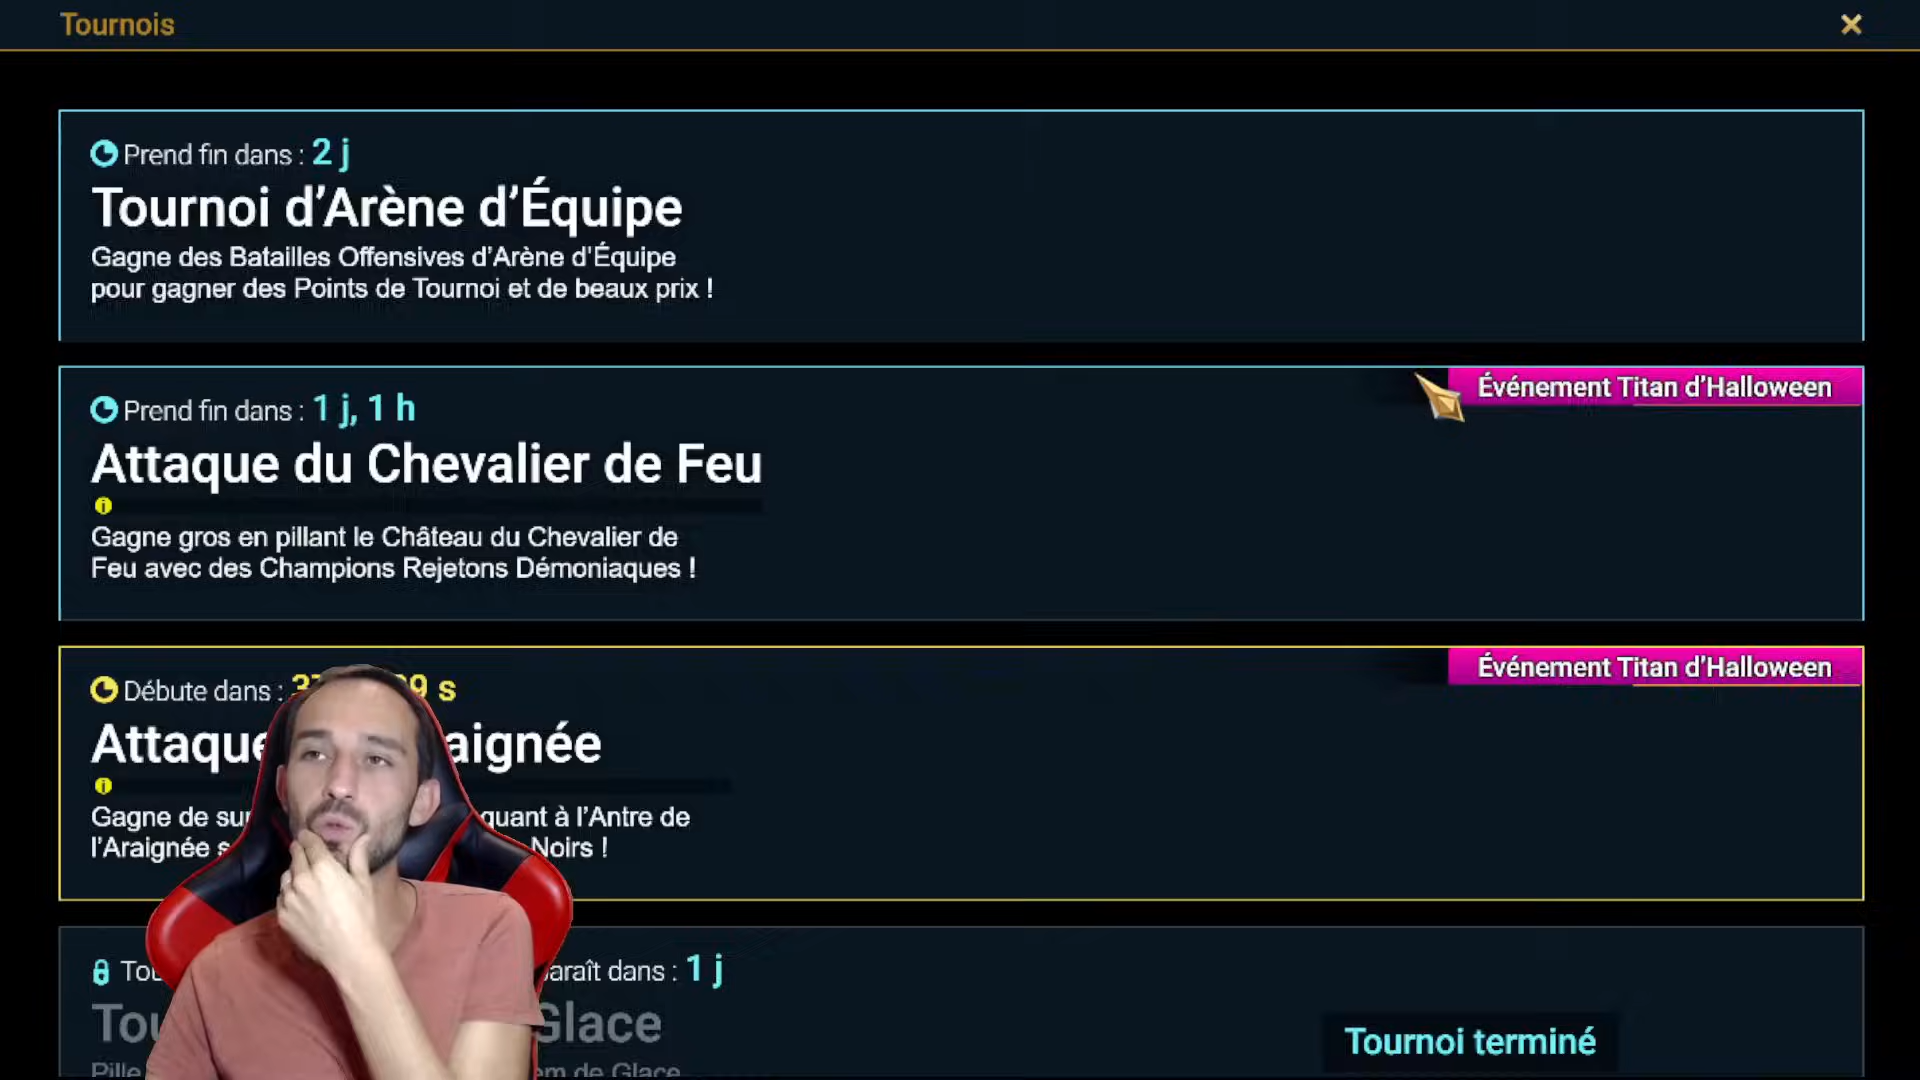 Tournois
Prend fin dans : 2 j
Tournoi d’Arène d’Équipe
Gagne des Batailles Offensives d’Arène d’Équipe
pour gagner des Points de Tournoi et de beaux prix !
Événement Titan d’Halloween
Prend fin dans : 1 j, 1 h
Attaque du Chevalier de Feu
Gagne gros en pillant le Château du Chevalier de
Feu avec des Champions Rejetons Démoniaques !
Événement Titan d’Halloween
Débute dans : s
Attaque
Gagne de à l’Antre de
l’Araignée Noirs !
dans : 1 j
Glace
Tournoi terminé
Pille de Glace